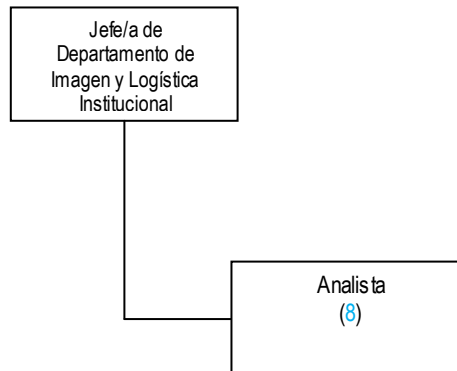 Jefe/a de
Departamento de
Imagen y Logística
Institucional
Analista
(8)